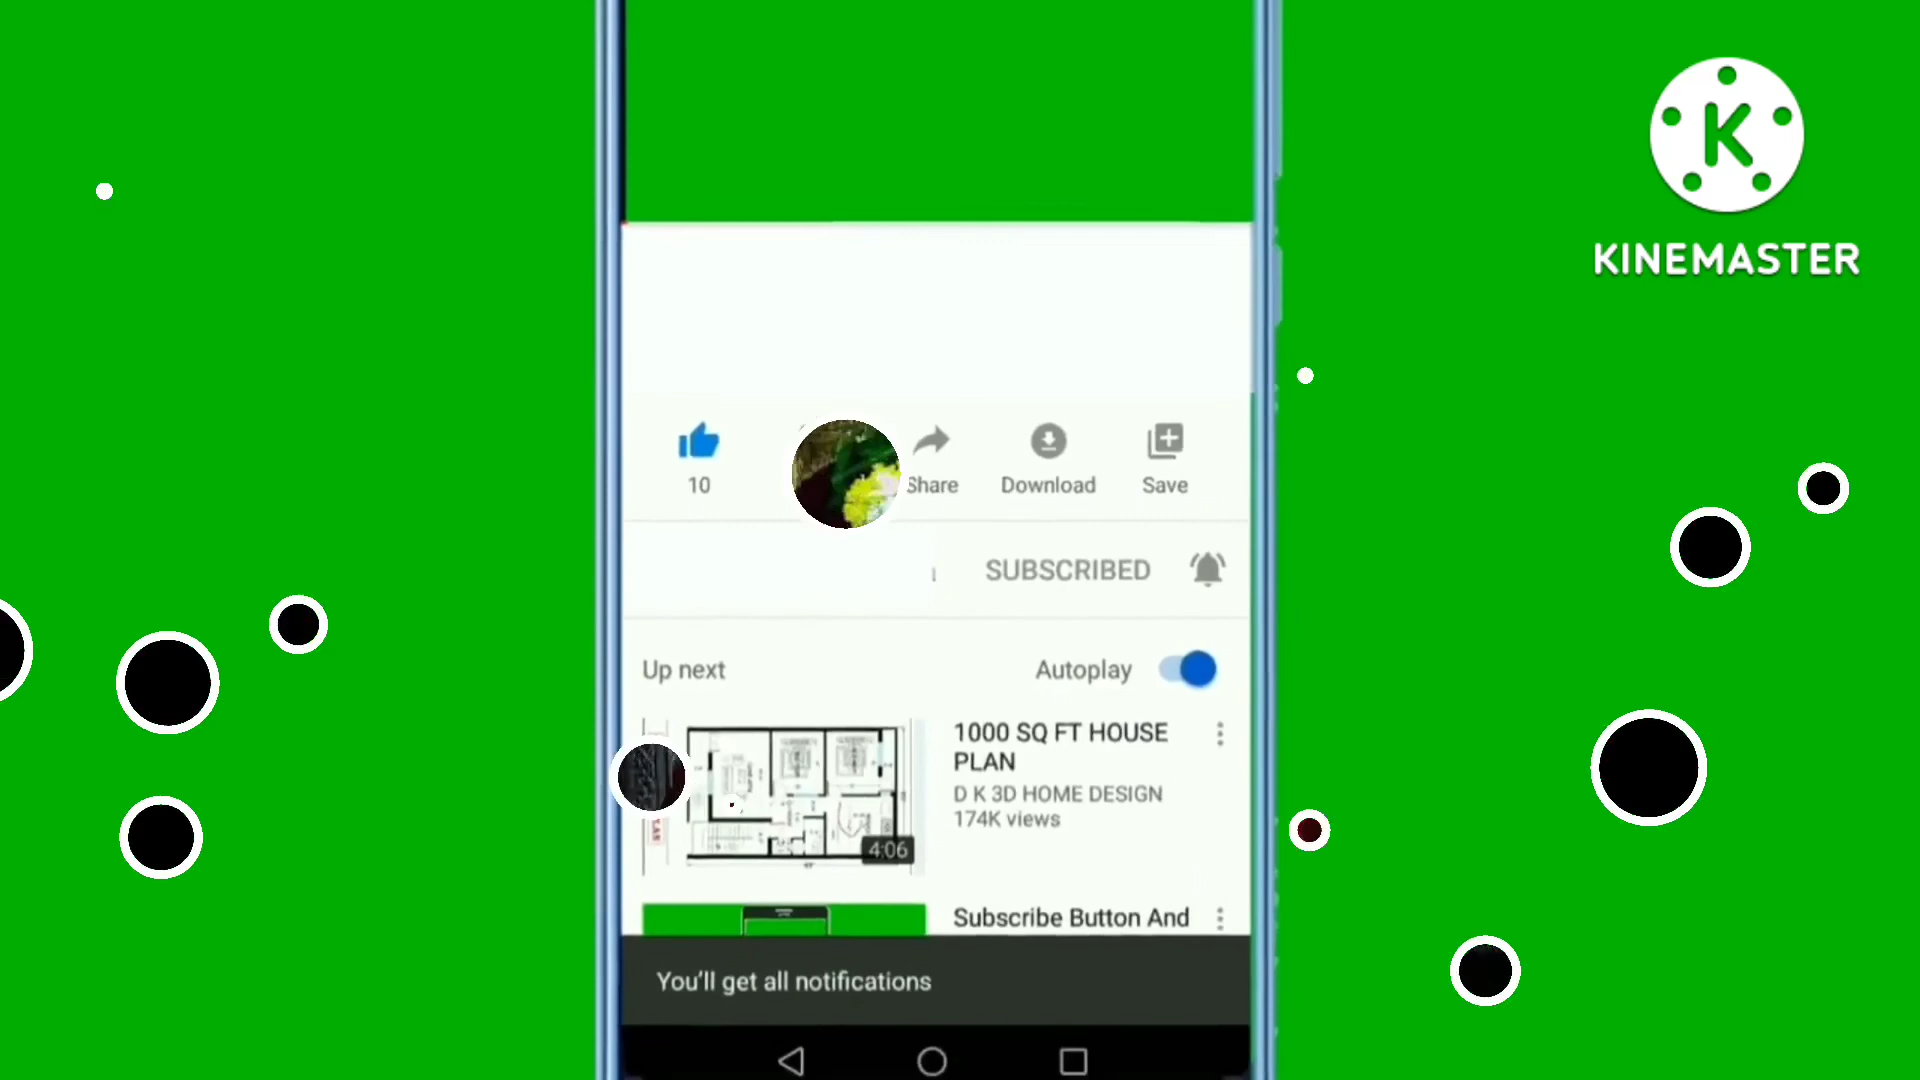 KINEMASTER
10
Share
Download
Save
SUBSCRIBED
Up next
Autoplay
1000 SQ FT HOUSE
PLAN
D K 3D HOME DESIGN
174K views
4:06
Subscribe Button And
You'll get all notifications